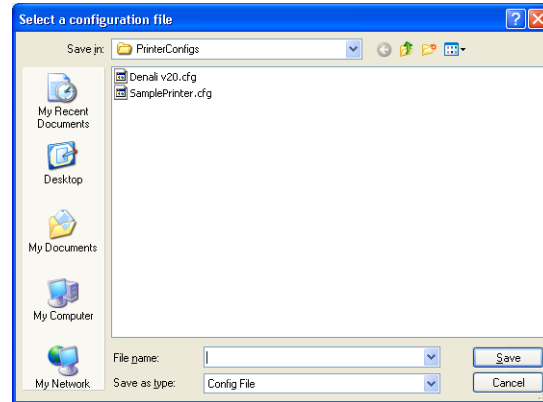 Select a configuration file
Save in:
PrinterConfigs
Denali v20.cfg
SamplePrinter.cfg
My Recent
Documents
Desktop
My Documents
My Computer
My Network
File name:
Save
Save as type:
Config File
Cancel